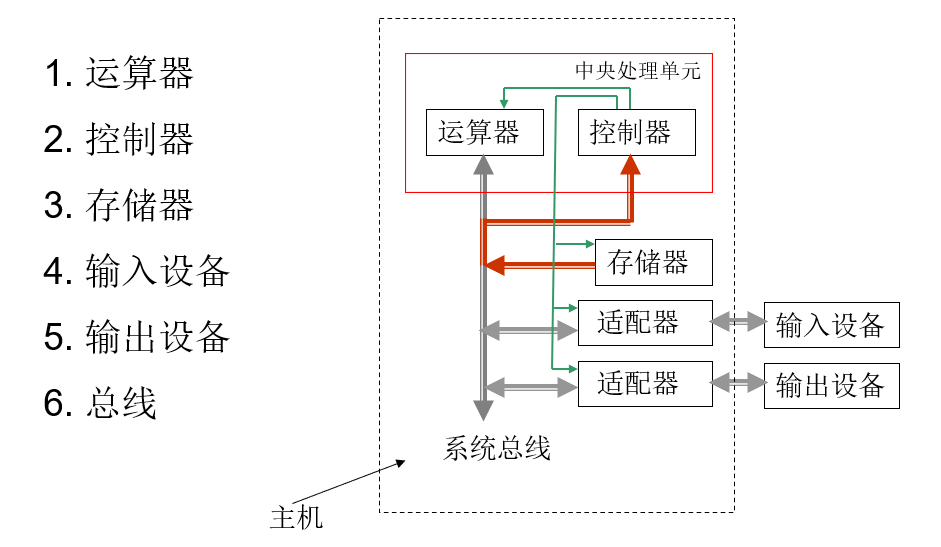 1. 运算器
2. 控制器
3. 存储器
4. 输入设备
5. 输出设备
6. 总线
中央处理单元
运算器
控制器
存储器
适配器
输入设备
适配器
输出设备
系统总线
主机